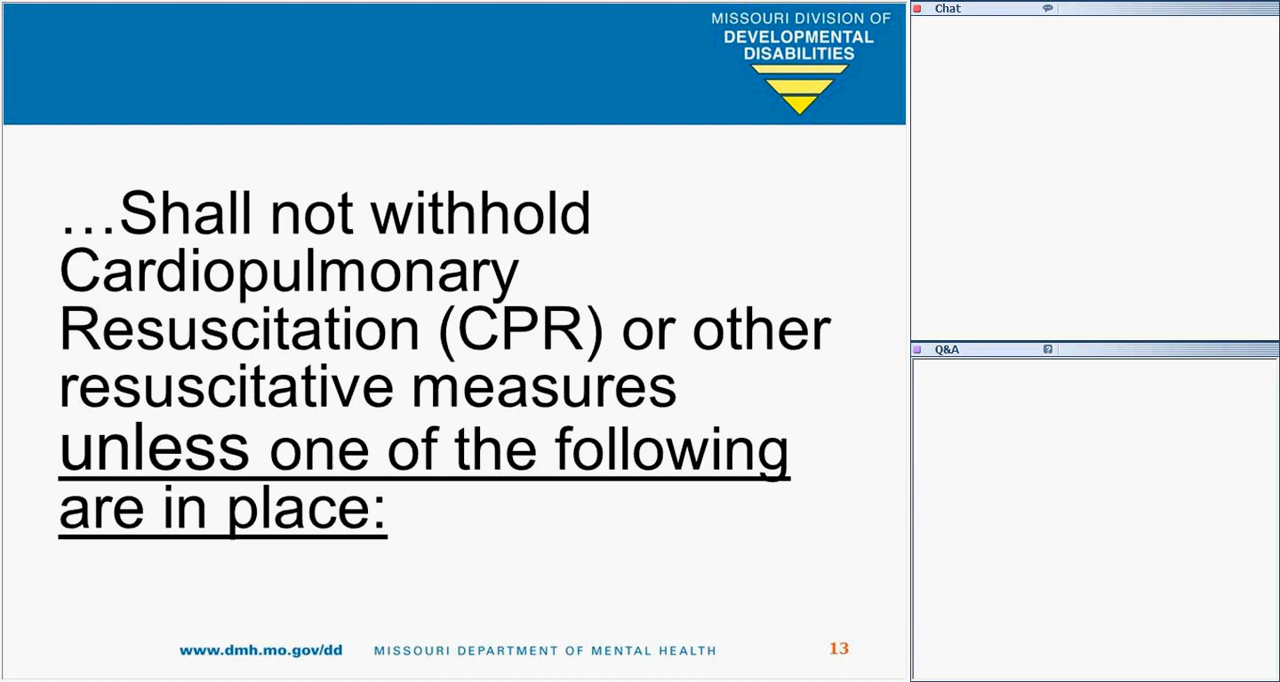 MISSOURI DIVISION OF
DEVELOPMENTAL
DISABILITIES
…Shall not withhold
Cardiopulmonary
Resuscitation (CPR) or other
resuscitative measures
unless one of the following
are in place:
www.dmh.mo.gov/dd MISSOURI DEPARTMENT OF MENTAL HEALTH 13
Chat
Q&A